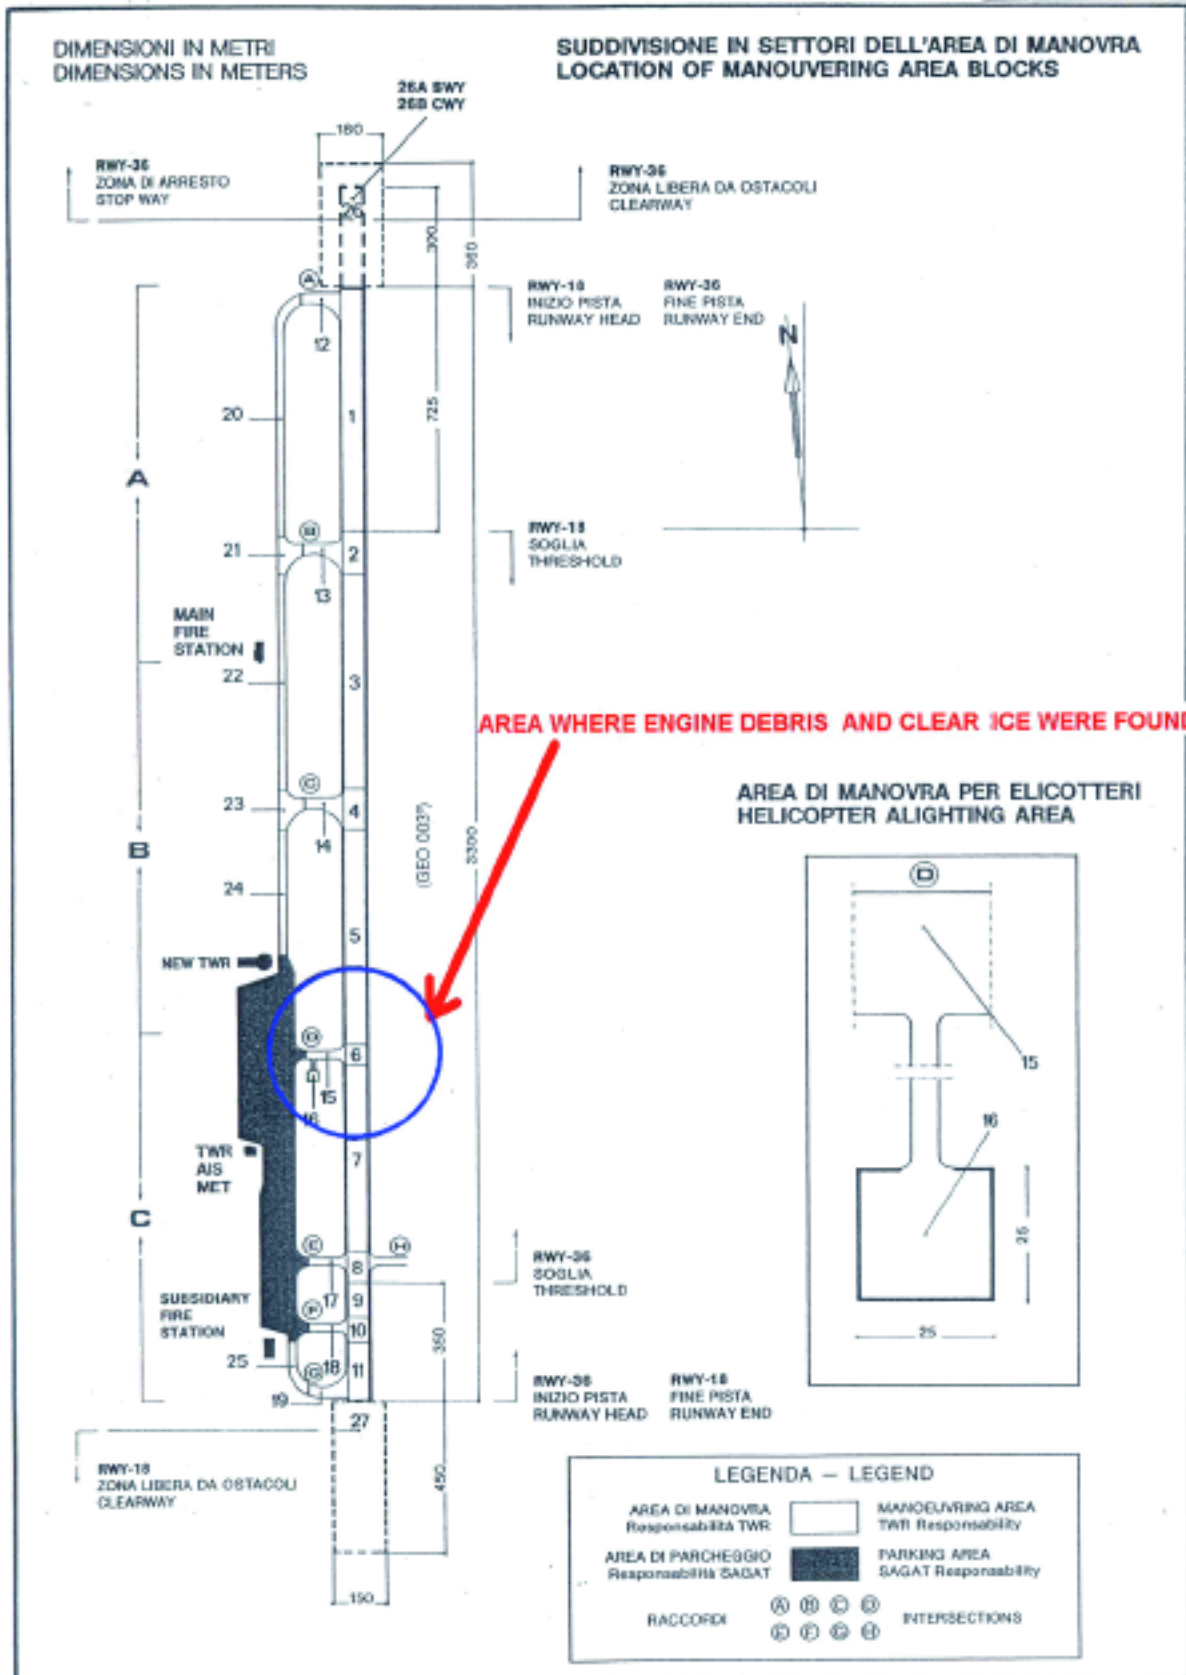 DIMENSIONI IN METRI
DIMENSIONS IN METERS
SUDDIVISIONE IN SETTORI DELL'AREA DI MANOVRA
LOCATION OF MANOUVERING AREA BLOCKS
26A SWY
26B CWY
180
RWY-36
ZONA DI ARRESTO
STOP WAY
RWY-36
ZONA LIBERA DA OSTACOLI
CLEARWAY
26
300
360
A
RWY-18
INIZIO PISTA
RUNWAY HEAD
RWY-36
FINE PISTA
RUNWAY END
N
12
20
1
725
A
B
RWY-18
SOGLIA
THRESHOLD
21
2
13
MAIN
FIRE
STATION
22
3
AREA WHERE ENGINE DEBRIS AND CLEAR ICE WERE FOUND
C
23
4
14
AREA DI MANOVRA PER ELICOTTERI
HELICOPTER ALIGHTING AREA
B
(GEO 003º)
3300
24
5
D
NEW TWR
D
6
15
16
15
16
7
TWR
AIS
MET
C
25
25
E
H
8
RWY-36
SOGLIA
THRESHOLD
17
9
SUBSIDIARY
FIRE
STATION
F
10
350
25
18
11
G
19
RWY-36
INIZIO PISTA
RUNWAY HEAD
RWY-18
FINE PISTA
RUNWAY END
27
RWY-18
ZONA LIBERA DA OSTACOLI
CLEARWAY
450
150
LEGENDA – LEGEND
AREA DI MANOVRA
Responsabilità TWR
MANOEUVRING AREA
TWR Responsability
AREA DI PARCHEGGIO
Responsabilità SAGAT
PARKING AREA
SAGAT Responsability
RACCORDI
A B C D
E F G H
INTERSECTIONS